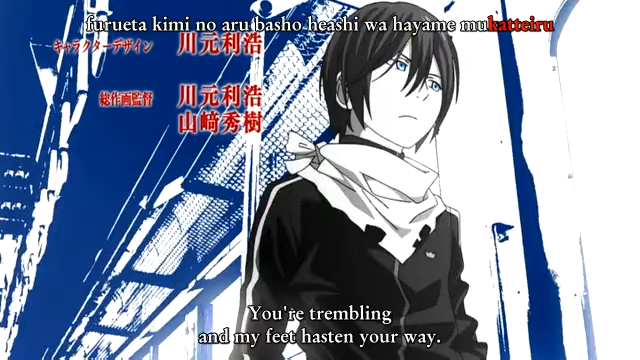 furueta kimi no aru basho heashi wa hayame mukatteiru
キャラクターデザイン 川元利浩
総作画監督 川元利浩
山﨑秀樹
You're trembling
and my feet hasten your way.